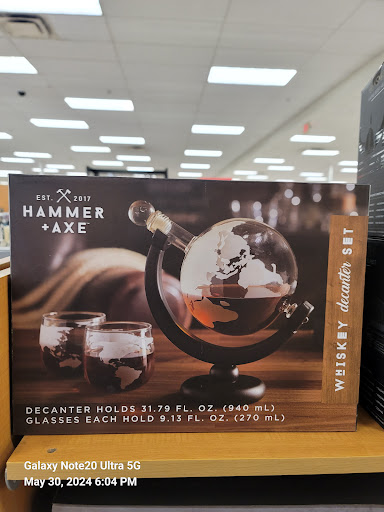 EST. 2017
HAMMER
+AXE™
WHISKEY decanter SET
DECANTER HOLDS 31.79 FL. OZ. (940 mL)
GLASSES EACH HOLD 9.13 FL. OZ. (270 mL)
Galaxy Note20 Ultra 5G
May 30, 2024 6:04 PM